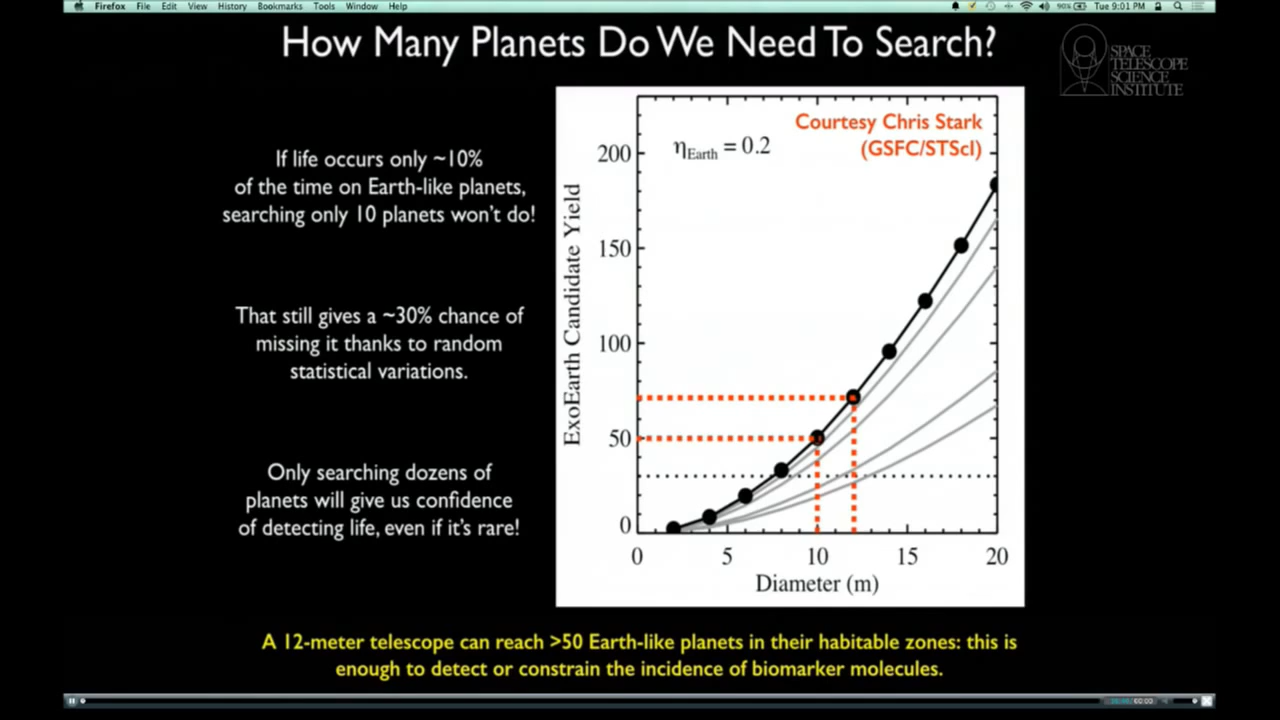 Firefox File Edit View History Bookmarks Tools Window Help
90% Tue 9:01 PM
How Many Planets Do We Need To Search?
SPACE
TELESCOPE
SCIENCE
INSTITUTE
If life occurs only ~10%
of the time on Earth-like planets,
searching only 10 planets won't do!
That still gives a ~30% chance of
missing it thanks to random
statistical variations.
Only searching dozens of
planets will give us confidence
of detecting life, even if it's rare!
Courtesy Chris Stark
(GSFC/STScI)
ηEarth = 0.2
ExoEarth Candidate Yield
200
150
100
50
0
0 5 10 15 20
Diameter (m)
A 12-meter telescope can reach >50 Earth-like planets in their habitable zones: this is
enough to detect or constrain the incidence of biomarker molecules.